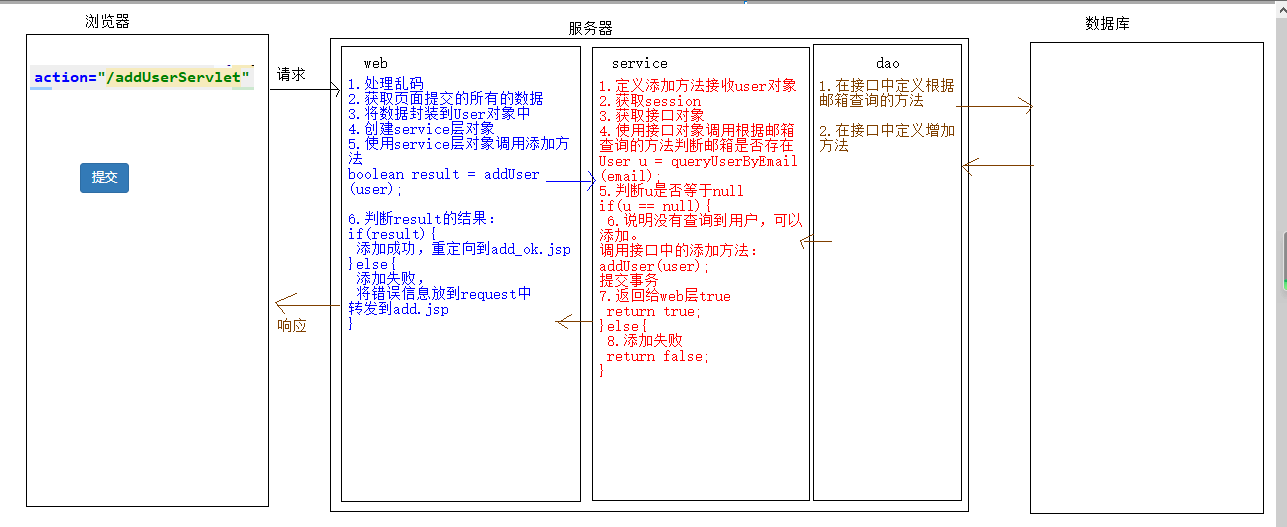 浏览器
服务器
数据库
action="/addUserServlet"
提交
请求
响应
web
1.处理乱码
2.获取页面提交的所有的数据
3.将数据封装到User对象中
4.创建service层对象
5.使用service层对象调用添加方
法
boolean result = addUser
(user);
6.判断result的结果：
if(result){
添加成功，重定向到add_ok.jsp
}else{
添加失败，
将错误信息放到request中
转发到add.jsp
}
service
1.定义添加方法接收user对象
2.获取session
3.获取接口对象
4.使用接口对象调用根据邮箱
查询的方法判断邮箱是否存在
User u = queryUserByEmail
(email);
5.判断u是否等于null
if(u == null){
6.说明没有查询到用户，可以
添加。
调用接口中的添加方法：
addUser(user);
提交事务
7.返回给web层true
return true;
}else{
8.添加失败
return false;
}
dao
1.在接口中定义根据
邮箱查询的方法
2.在接口中定义增加
方法